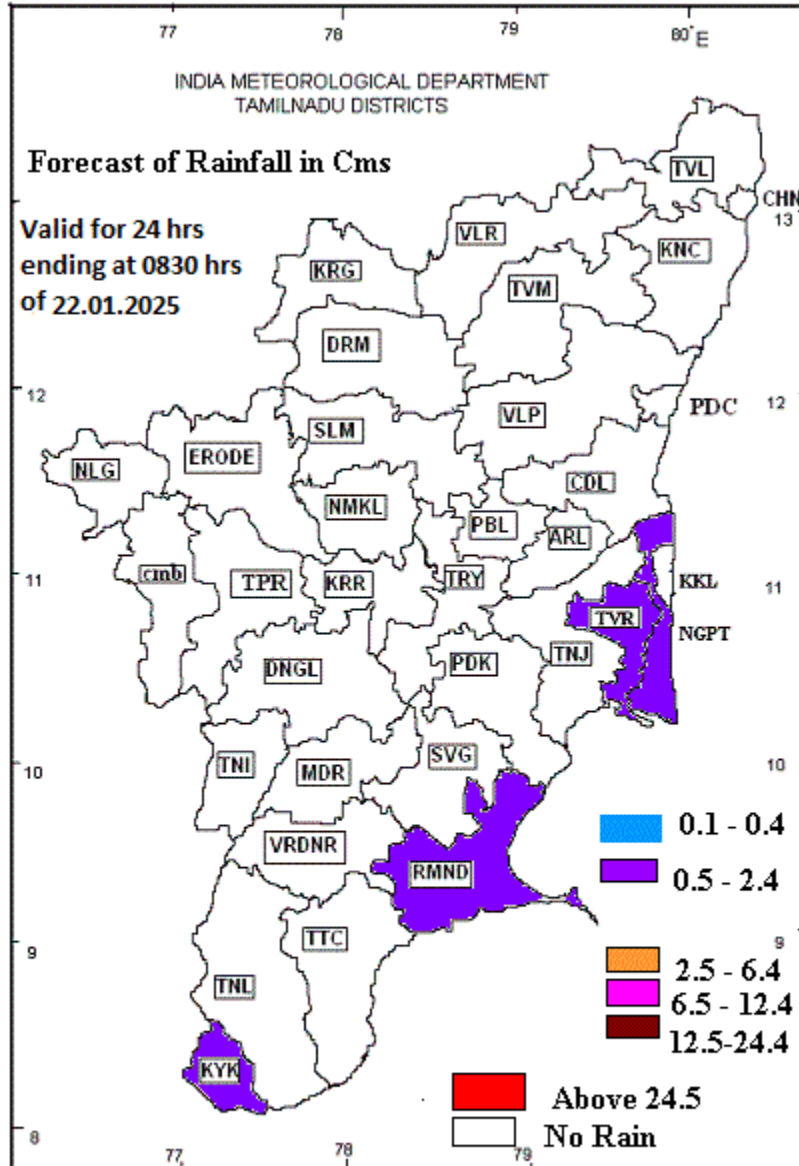 77 78 79 80° E
INDIA METEOROLOGICAL DEPARTMENT
TAMILNADU DISTRICTS
Forecast of Rainfall in Cms
TVL
CHN
13
Valid for 24 hrs
ending at 0830 hrs
of 22.01.2025
VLR
KNC
KRG
TVM
DRM
12
12
VLP
PDC
SLM
ERODE
NLG
CDL
NMKL
PBL
ARL
11
cmb
TPR
KRR
TRY
KKL
11
TVR
NGPT
DNGL
PDK
TNJ
10
TNI
MDR
SVG
10
0.1 - 0.4
VRDNR
RMND
0.5 - 2.4
9
TTC
9
2.5 - 6.4
TNL
6.5 - 12.4
12.5-24.4
KYK
Above 24.5
8
No Rain
77 78 79